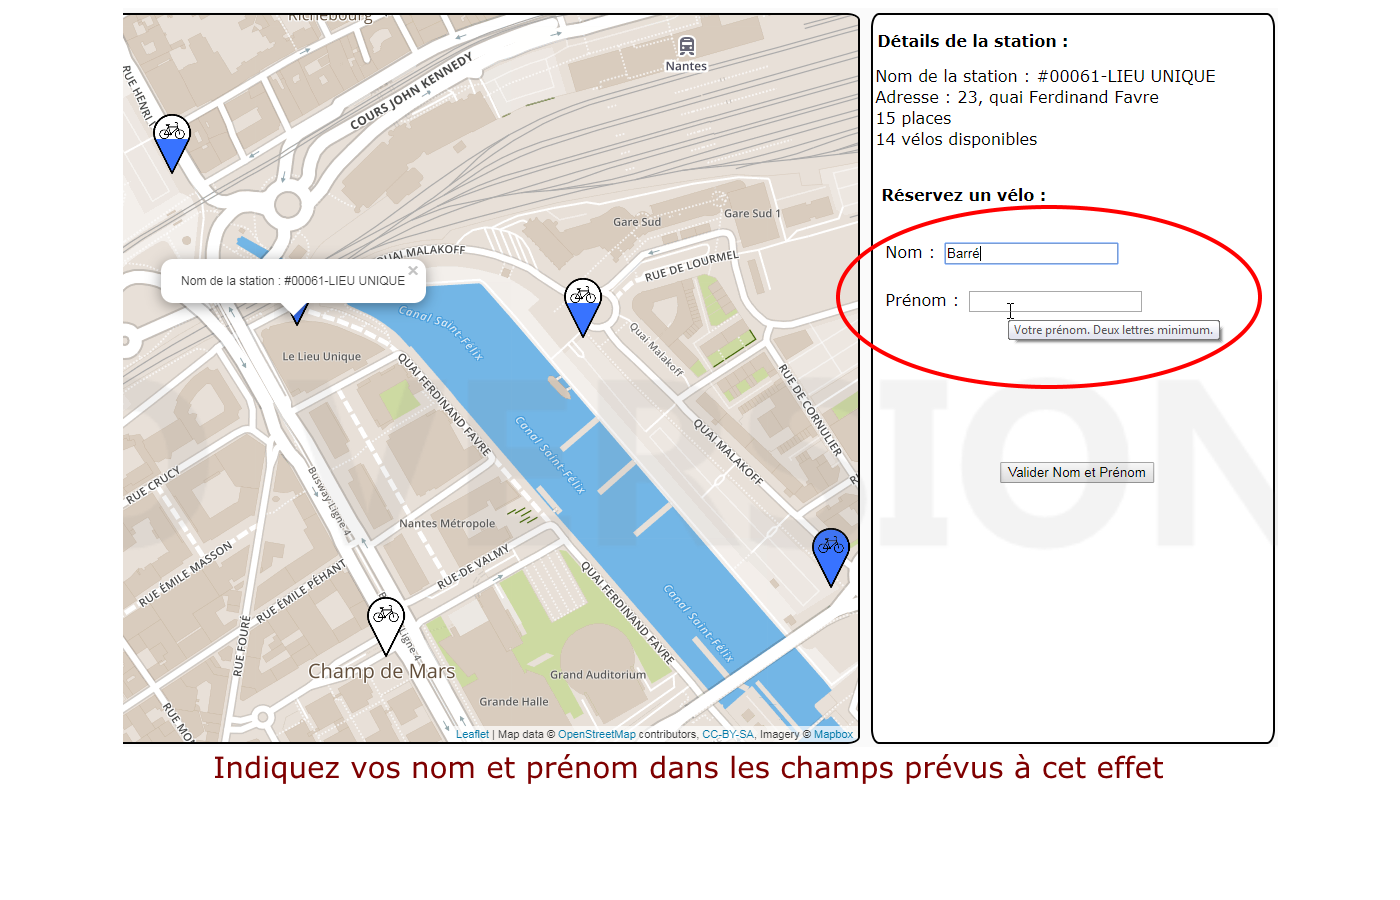 Richebourg
RUE HENRI I
COURS JOHN KENNEDY
Nantes
Gare Sud
Gare Sud 1
QUAI MALAKOFF
RUE DE LOURMEL
Nom de la station : #00061-LIEU UNIQUE
×
Canal Saint-Félix
Le Lieu Unique
Quai Malakoff
QUAI FERDINAND FAVRE
RUE DE CORNULIER
Canal Saint-Félix
QUAI MALAKOFF
RUE CRUCY
Busway Ligne 4
R
Nantes Métropole
RUE ÉMILE MASSON
RUE DE VALMY
RUE ÉMILE PÉHANT
QUAI FERDINAND FAVRE
Canal Saint-Félix
RUE FOURÉ
B
Ligne 4
Champ de Mars
Grand Auditorium
Grande Halle
RUE MO
Leaflet | Map data © OpenStreetMap contributors, CC-BY-SA, Imagery © Mapbox
Détails de la station :
Nom de la station : #00061-LIEU UNIQUE
Adresse : 23, quai Ferdinand Favre
15 places
14 vélos disponibles
Réservez un vélo :
Nom : Barré
Prénom :
Votre prénom. Deux lettres minimum.
VERSION
Valider Nom et Prénom
Indiquez vos nom et prénom dans les champs prévus à cet effet